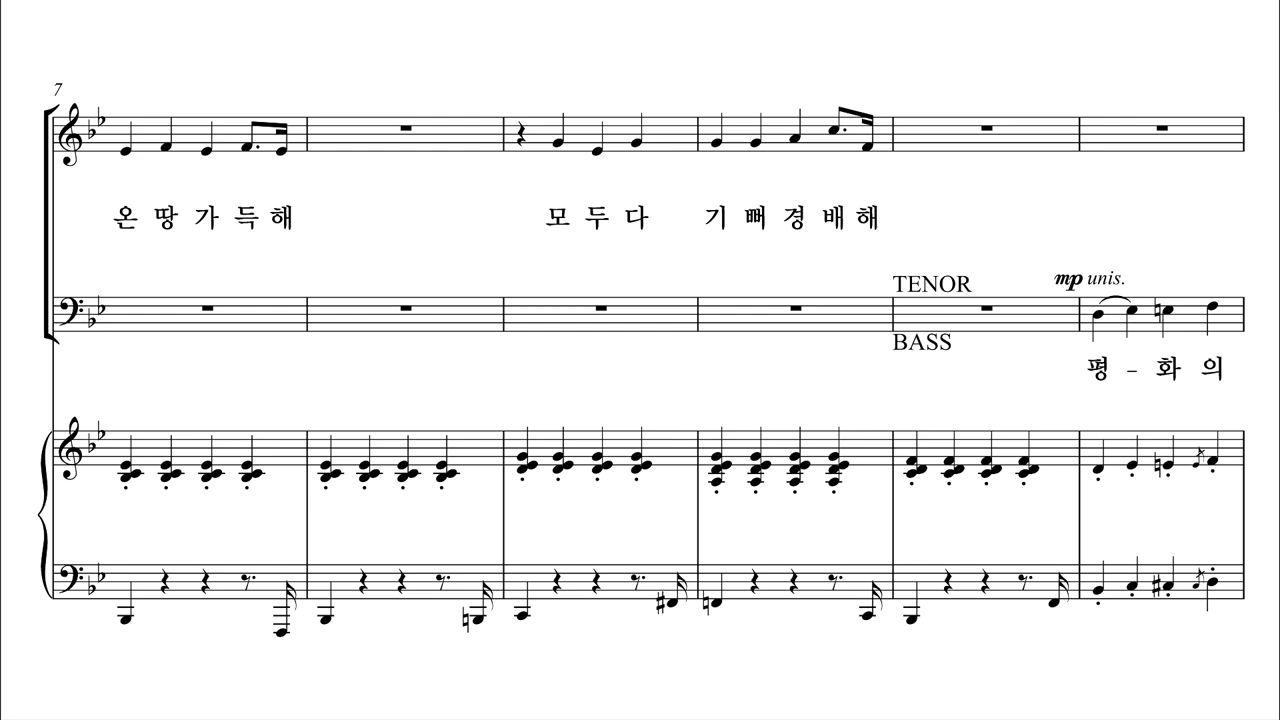 7
온 땅 가 득 해 모 두 다 기 뻐 경 배 해
TENOR mp unis.
BASS
평 - 화 의